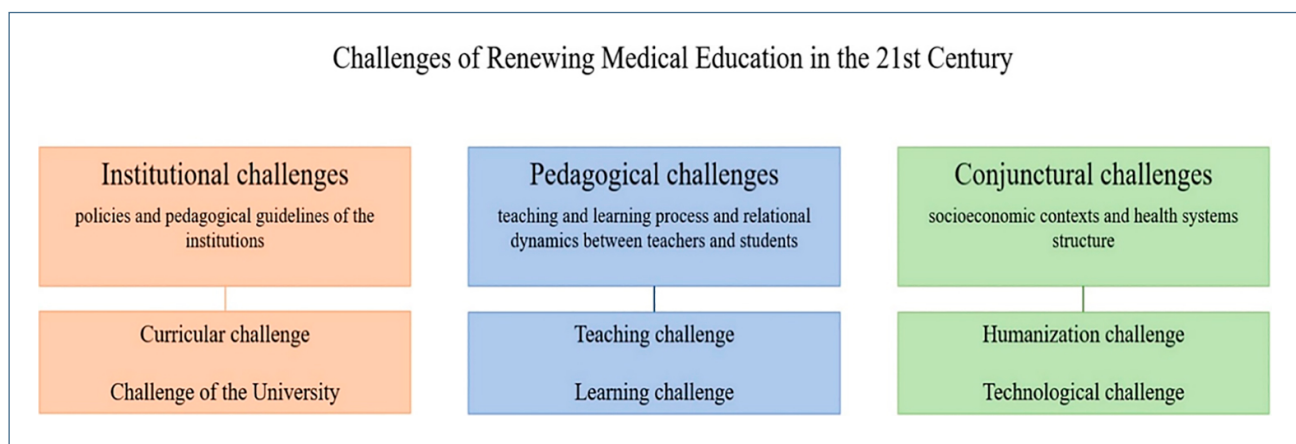 Challenges of Renewing Medical Education in the 21st Century
Institutional challenges
policies and pedagogical guidelines of the
institutions
Curricular challenge
Challenge of the University
Pedagogical challenges
teaching and learning process and relational
dynamics between teachers and students
Teaching challenge
Learning challenge
Conjunctural challenges
socioeconomic contexts and health systems
structure
Humanization challenge
Technological challenge